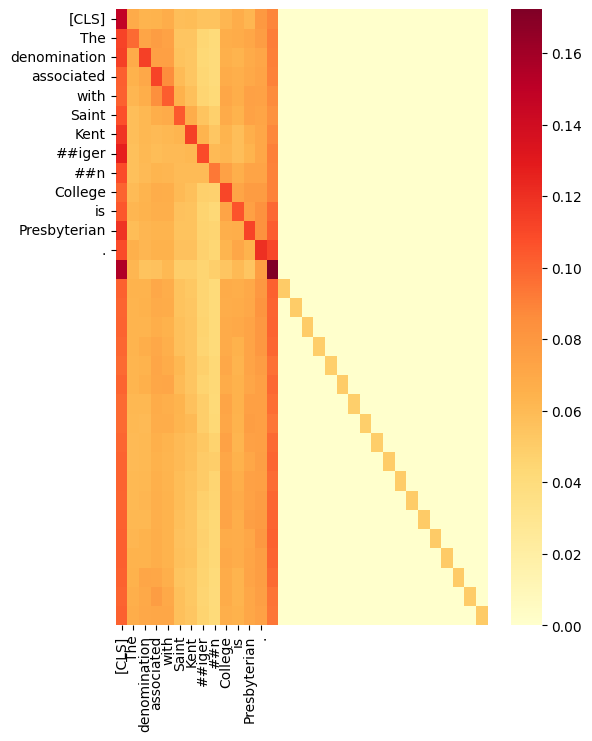 [CLS]
The
denomination
associated
with
Saint
Kent
##iger
##n
College
is
Presbyterian
.
0.16
0.14
0.12
0.10
0.08
0.06
0.04
0.02
0.00
[CLS]
The
denomination
associated
with
Saint
Kent
##iger
##n
College
is
Presbyterian
.